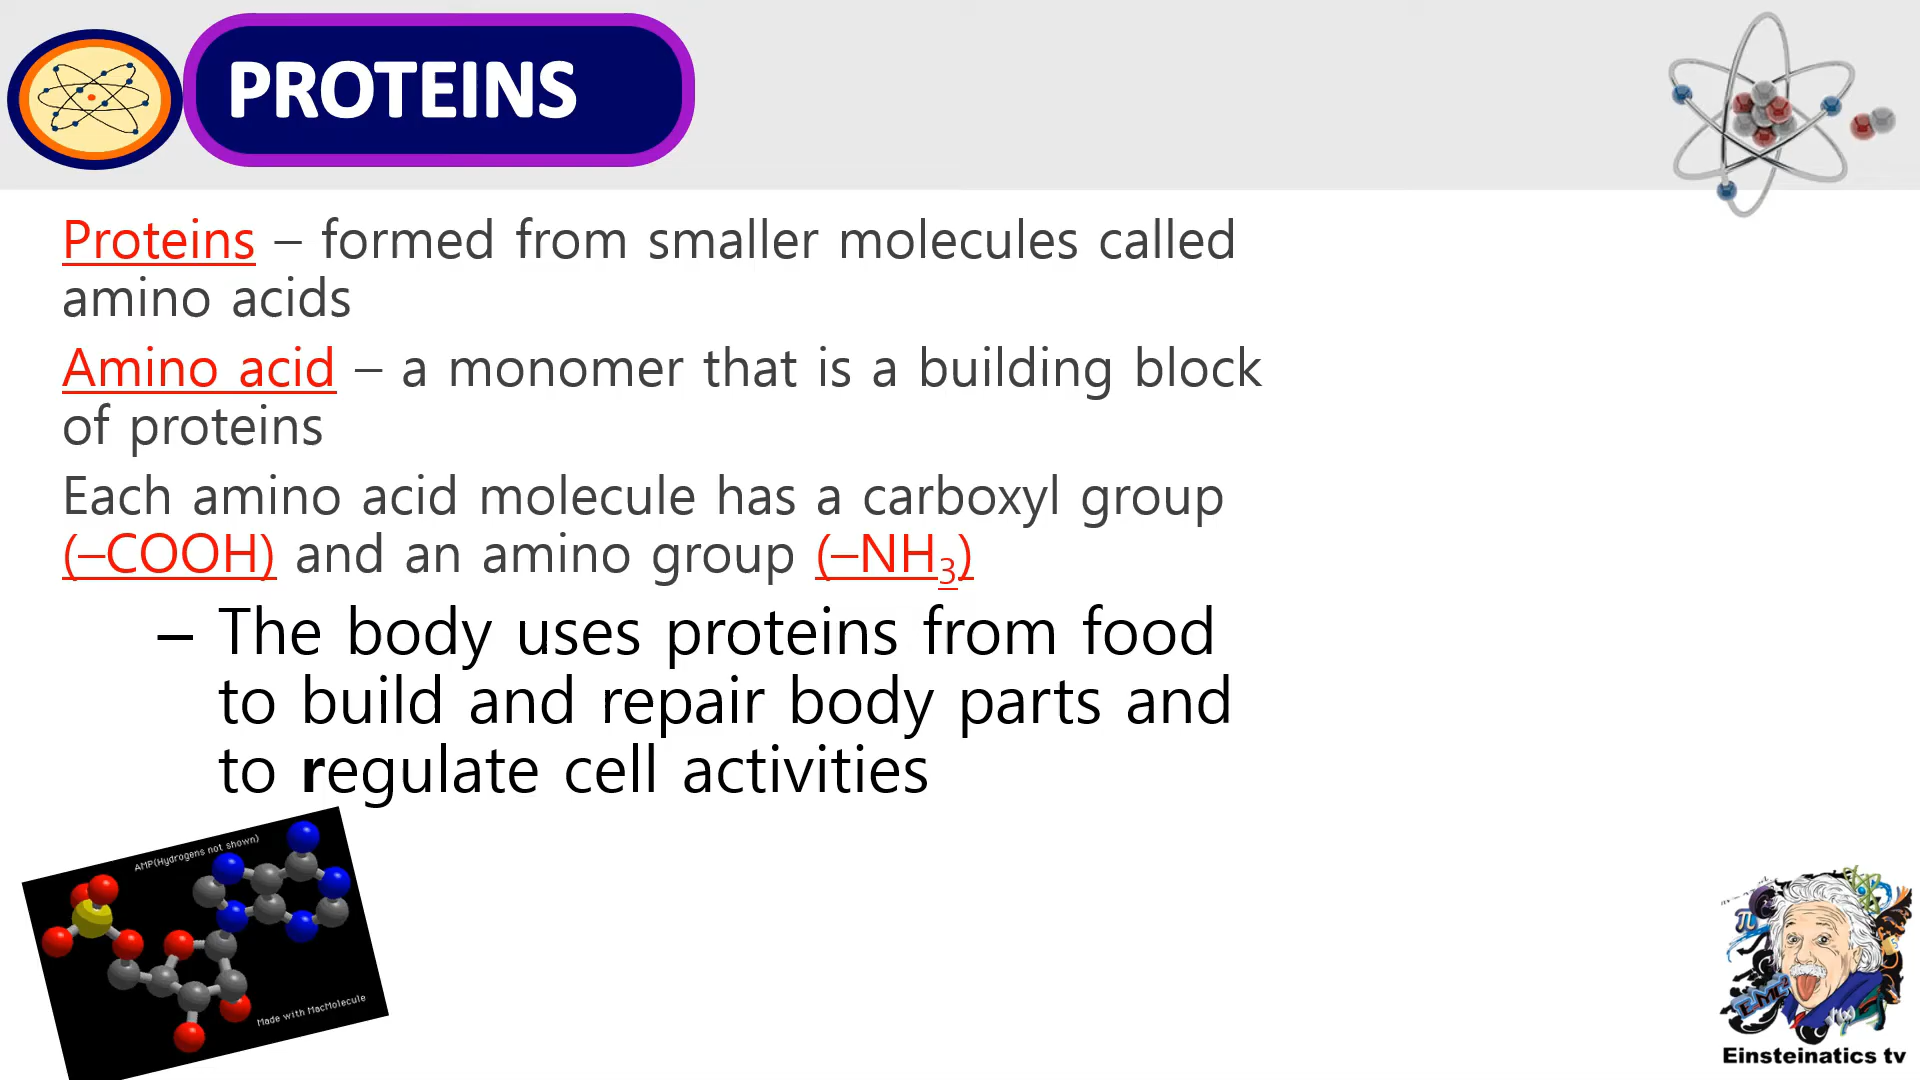 PROTEINS
Proteins – formed from smaller molecules called
amino acids
Amino acid – a monomer that is a building block
of proteins
Each amino acid molecule has a carboxyl group
(–COOH) and an amino group (–NH₃)
– The body uses proteins from food
to build and repair body parts and
to regulate cell activities
AMP(Hydrogens not shown)
Made with MacMolecule
π
E=MC²
Einsteinatics tv